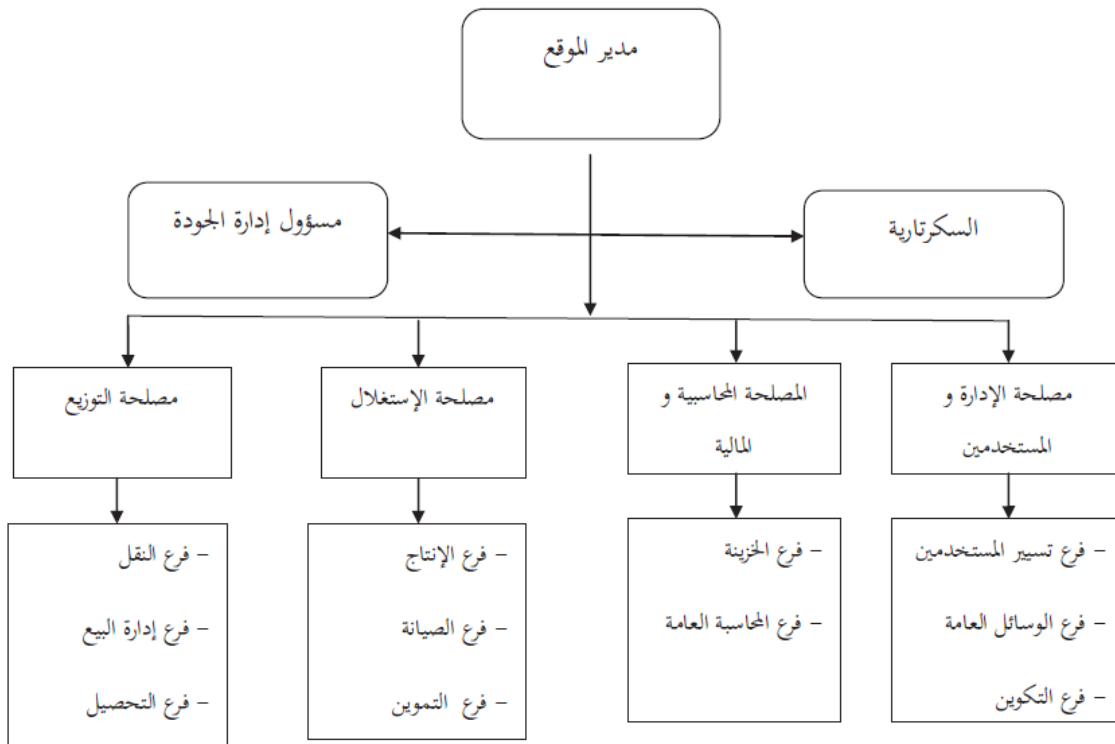 مدير الموقع
السكرتارية
مسؤول إدارة الجودة
مصلحة الإدارة و
المستخدمين
المصلحة المحاسبية و
المالية
مصلحة الإستغلال
مصلحة التوزيع
– فرع تسيير المستخدمين
– فرع الوسائل العامة
– فرع التكوين
– فرع الخزينة
– فرع المحاسبة العامة
– فرع الإنتاج
– فرع الصيانة
– فرع التموين
– فرع النقل
– فرع إدارة البيع
– فرع التحصيل